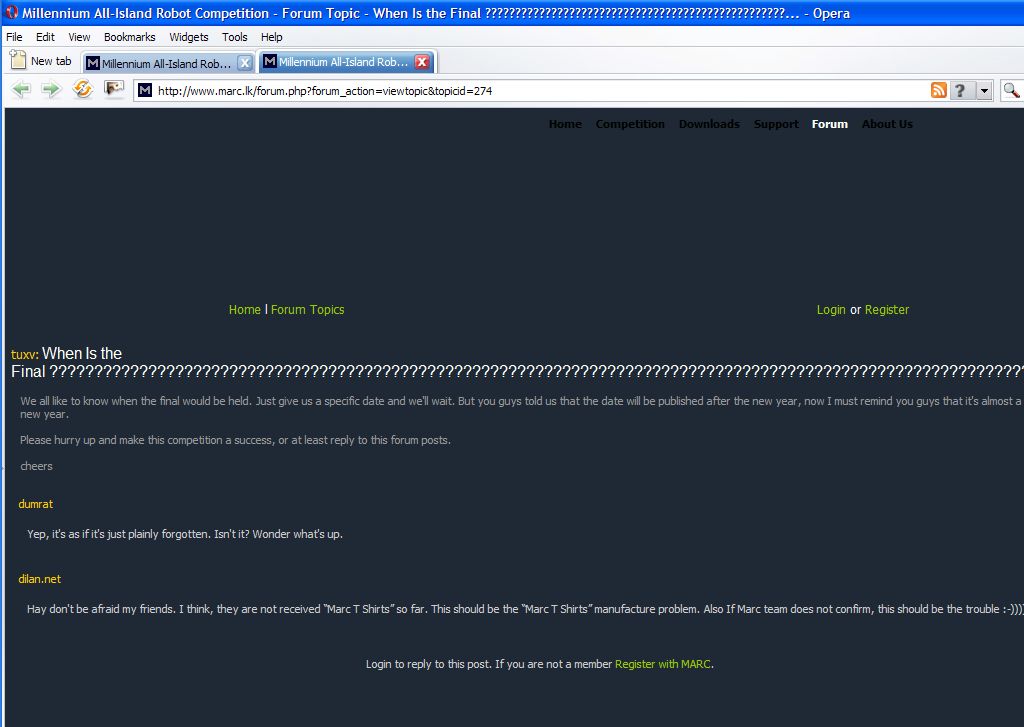 Millennium All-Island Robot Competition - Forum Topic - When Is the Final ??????????????????????????????????????????????????... - Opera
File Edit View Bookmarks Widgets Tools Help
New tab Millennium All-Island Rob... Millennium All-Island Rob...
http://www.marc.lk/forum.php?forum_action=viewtopic&topicid=274
Home Competition Downloads Support Forum About Us
Home | Forum Topics Login or Register
tuxv: When Is the
Final ??????????????????????????????????????????????????????????????????????????????????????????????????????????????
We all like to know when the final would be held. Just give us a specific date and we'll wait. But you guys told us that the date will be published after the new year, now I must remind you guys that it's almost a
new year.
Please hurry up and make this competition a success, or at least reply to this forum posts.
cheers
dumrat
Yep, it's as if it's just plainly forgotten. Isn't it? Wonder what's up.
dilan.net
Hay don't be afraid my friends. I think, they are not received “Marc T Shirts” so far. This should be the “Marc T Shirts” manufacture problem. Also If Marc team does not confirm, this should be the trouble :-))))
Login to reply to this post. If you are not a member Register with MARC.